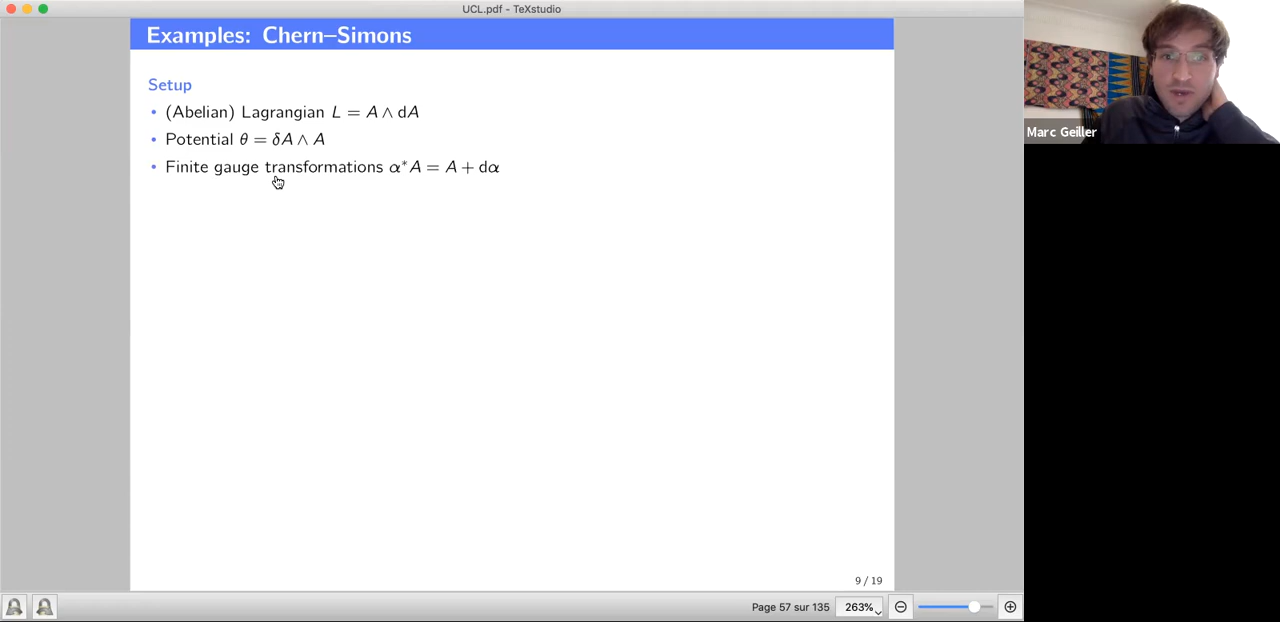 UCL.pdf - TeXstudio
Examples: Chern–Simons
Setup
• (Abelian) Lagrangian L = A ∧ dA
• Potential θ = δA ∧ A
• Finite gauge transformations α*A = A + dα
9 / 19
Page 57 sur 135
263%
Marc Geiller